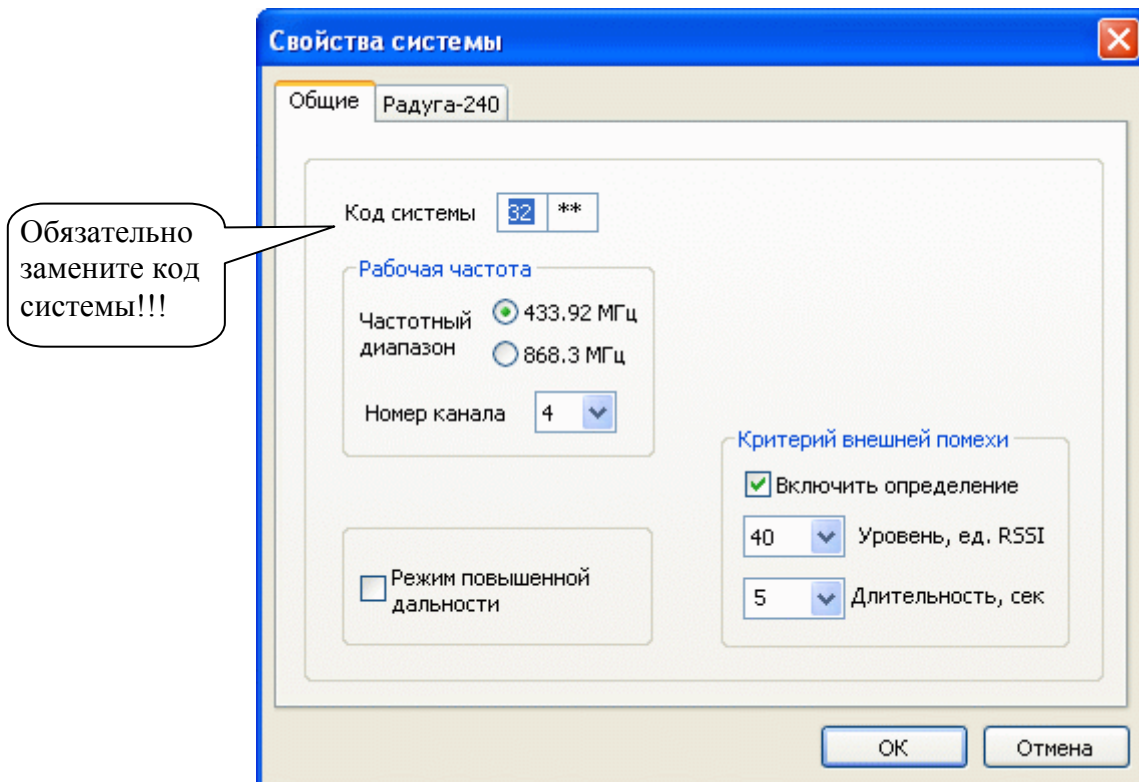 Свойства системы
Общие
Радуга-240
Код системы 32 **
Обязательно
замените код
системы!!!
Рабочая частота
Частотный
диапазон
433.92 МГц
868.3 МГц
Номер канала 4
Критерий внешней помехи
Включить определение
40 Уровень, ед. RSSI
5 Длительность, сек
Режим повышенной
дальности
ОК
Отмена